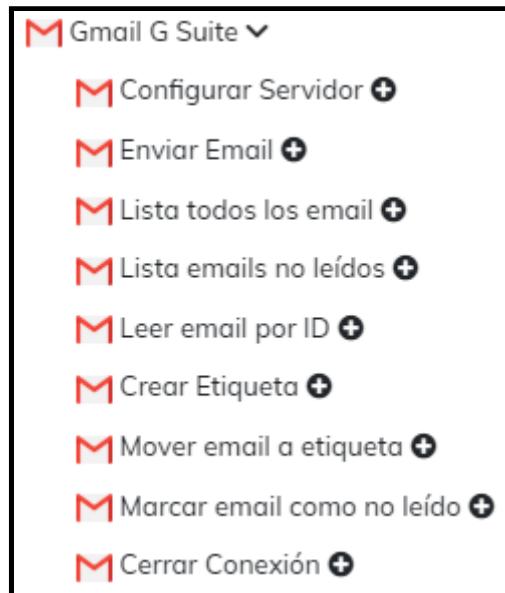 Gmail G Suite
Configurar Servidor
Enviar Email
Lista todos los email
Lista emails no leídos
Leer email por ID
Crear Etiqueta
Mover email a etiqueta
Marcar email como no leído
Cerrar Conexión